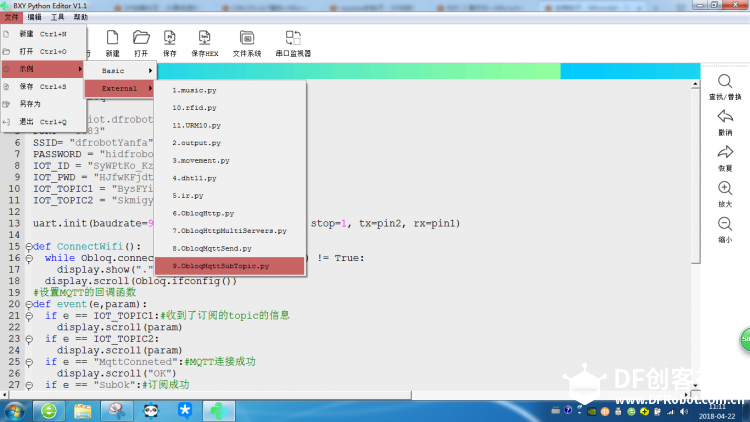 BXY Python Editor V1.1
文件 编辑 工具 帮助
新建 Ctrl+N
打开 Ctrl+O
示例
保存 Ctrl+S
另存为
退出 Ctrl+Q
新建 打开 保存 保存HEX 文件系统 串口监视器
Basic
External
1.music.py
10.rfid.py
11.URM10.py
2.output.py
3.movement.py
4.dht11.py
5.ir.py
6.ObloqHttp.py
7.ObloqHttpMultiServers.py
8.ObloqMqttSend.py
9.ObloqMqttSubTopic.py
iot.dfrobot
83"
6 SSID= "dfrobotYanfa"
7 PASSWORD = "hidfrobo
8 IOT_ID = "SyWPtKo_Kz
9 IOT_PWD = "HJfwKFjdt
10 IOT_TOPIC1 = "BysFYi
11 IOT_TOPIC2 = "Skmigy
12
13 uart.init(baudrate=9 stop=1, tx=pin2, rx=pin1)
14
15 def ConnectWifi():
16 while Obloq.connec ) != True:
17 display.show(".")
18 display.scroll(Obloq.ifconfig())
19 #设置MQTT的回调函数
20 def event(e,param):
21 if e == IOT_TOPIC1:#收到了订阅的topic的信息
22 display.scroll(param)
23 if e == IOT_TOPIC2:
24 display.scroll(param)
25 if e == "MqttConneted":#MQTT连接成功
26 display.scroll("OK")
27 if e == "SubOk":#订阅成功
查找/替换
撤销
恢复
放大
缩小
58
DF创客社区
www.DFRobot.com.cn
11:11
2018-04-22